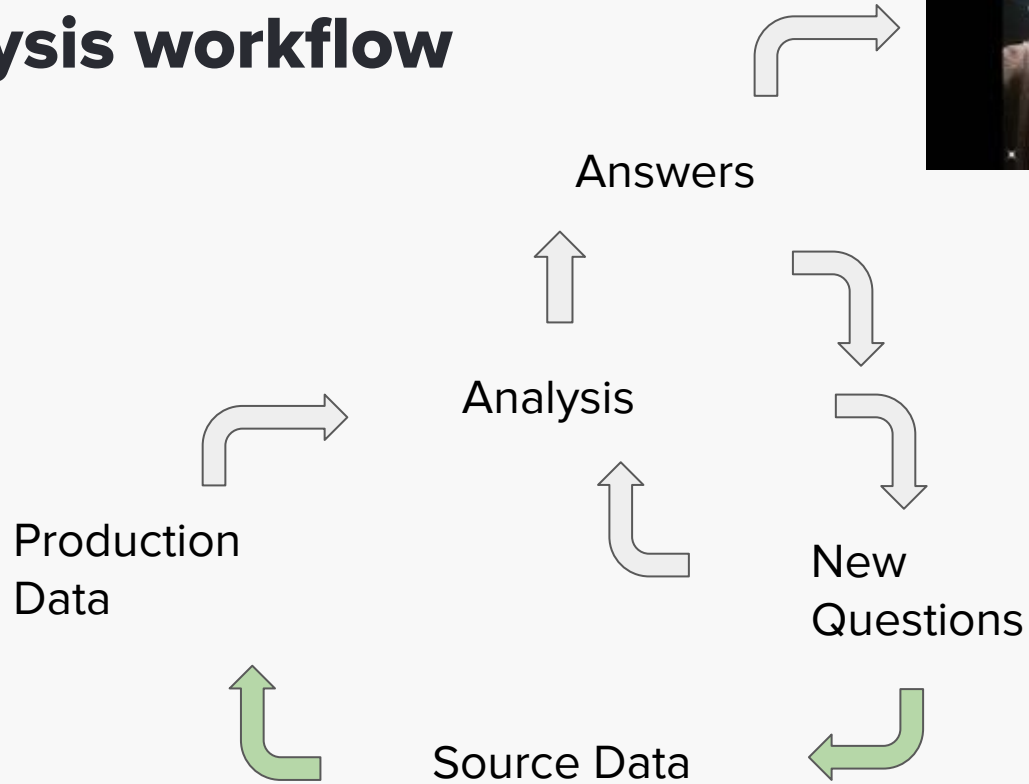 ysis workflow
Answers
Analysis
Production
Data
New
Questions
Source Data